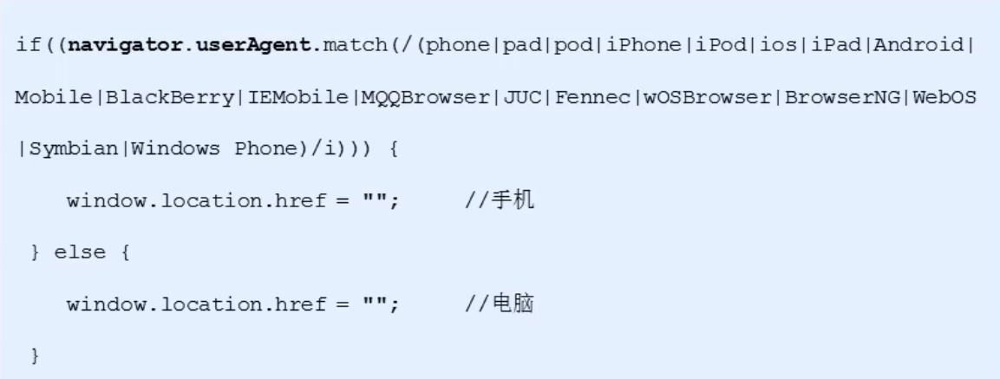 if((navigator.userAgent.match(/(phone|pad|pod|iPhone|iPod|ios|iPad|Android|
Mobile|BlackBerry|IEMobile|MQQBrowser|JUC|Fennec|wOSBrowser|BrowserNG|WebOS
|Symbian|Windows Phone)/i))) {
window.location.href = ""; //手机
} else {
window.location.href = ""; //电脑
}